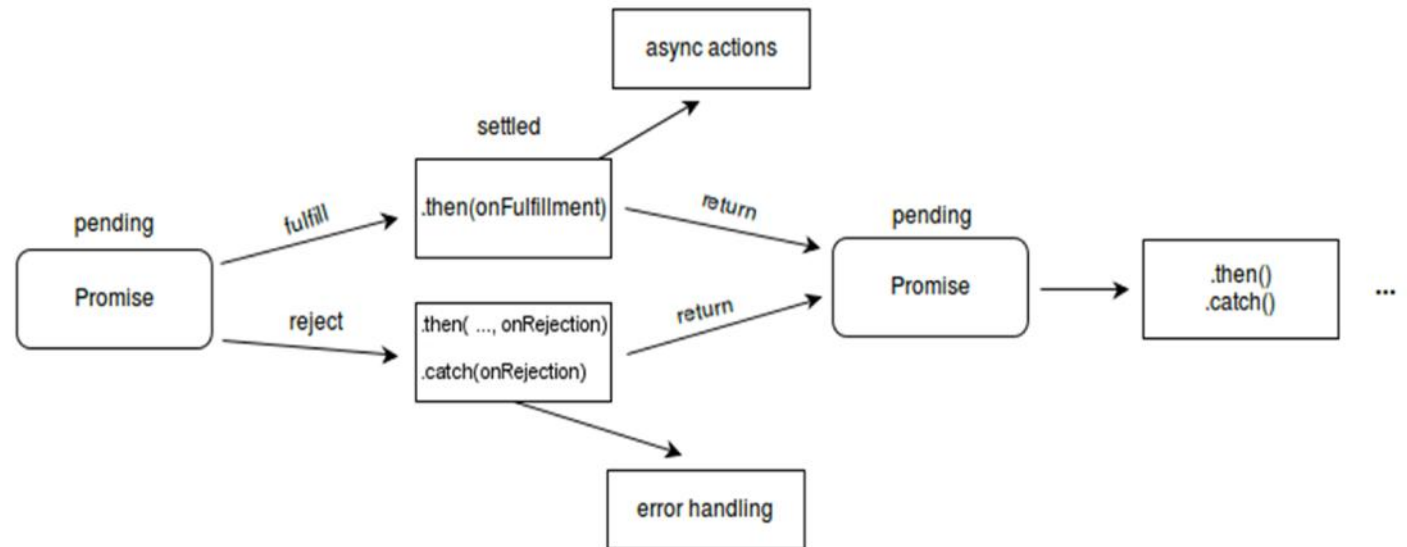 async actions
settled
.then(onFulfillment)
pending
fulfill
return
pending
Promise
Promise
.then()
.catch()
...
reject
.then( ..., onRejection)
.catch(onRejection)
return
error handling